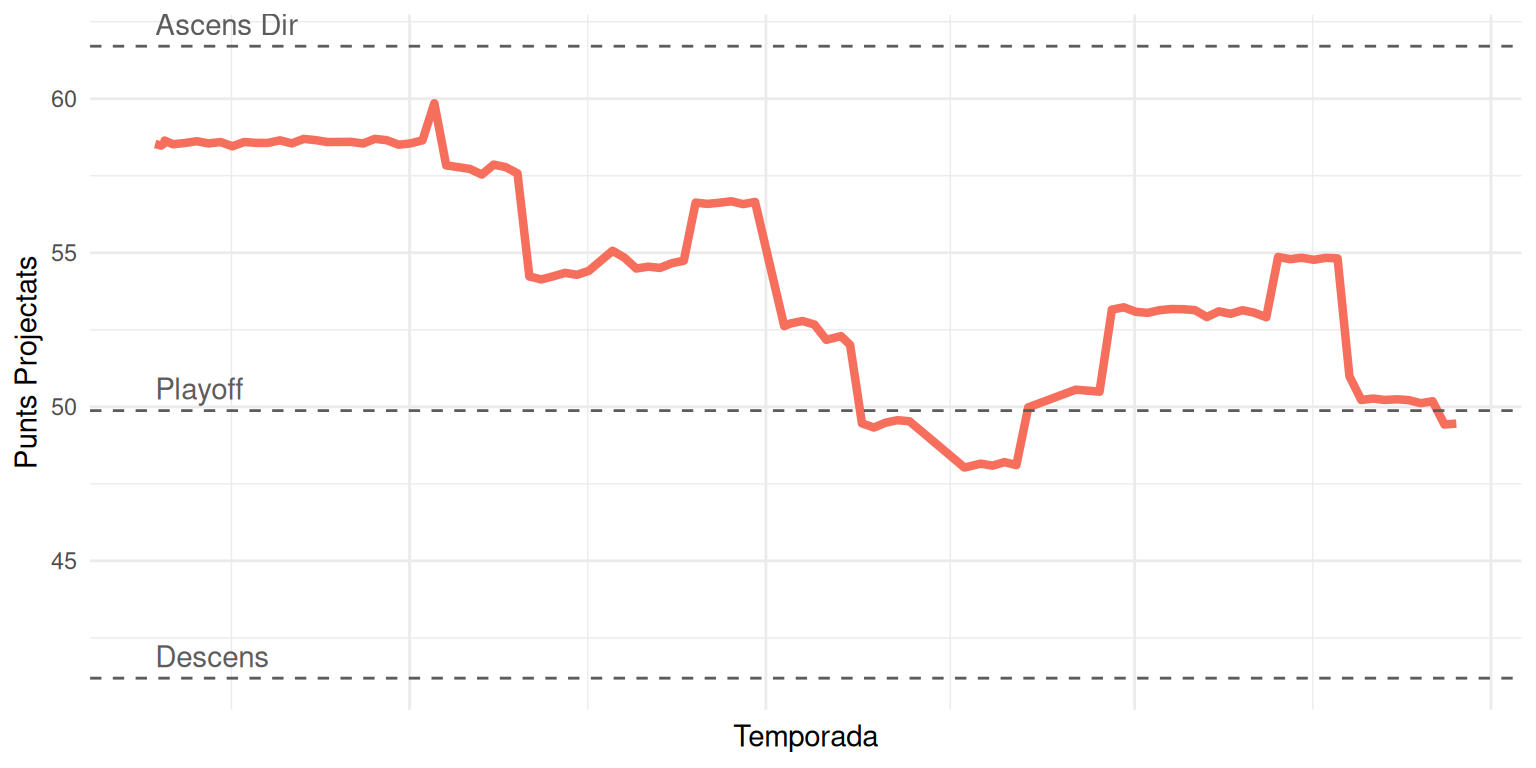 Ascens Dir
60
55
Playoff
50
45
Descens
Punts Projectats
Temporada